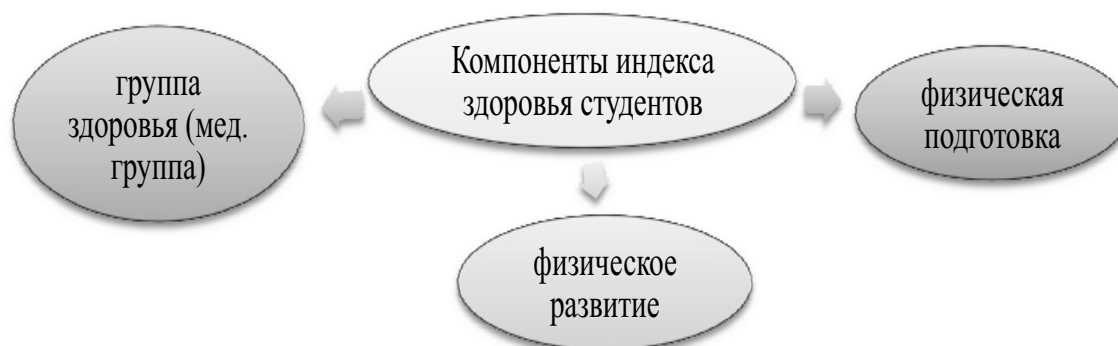 Компоненты индекса
здоровья студентов
группа
здоровья (мед.
группа)
физическое
развитие
физическая
подготовка